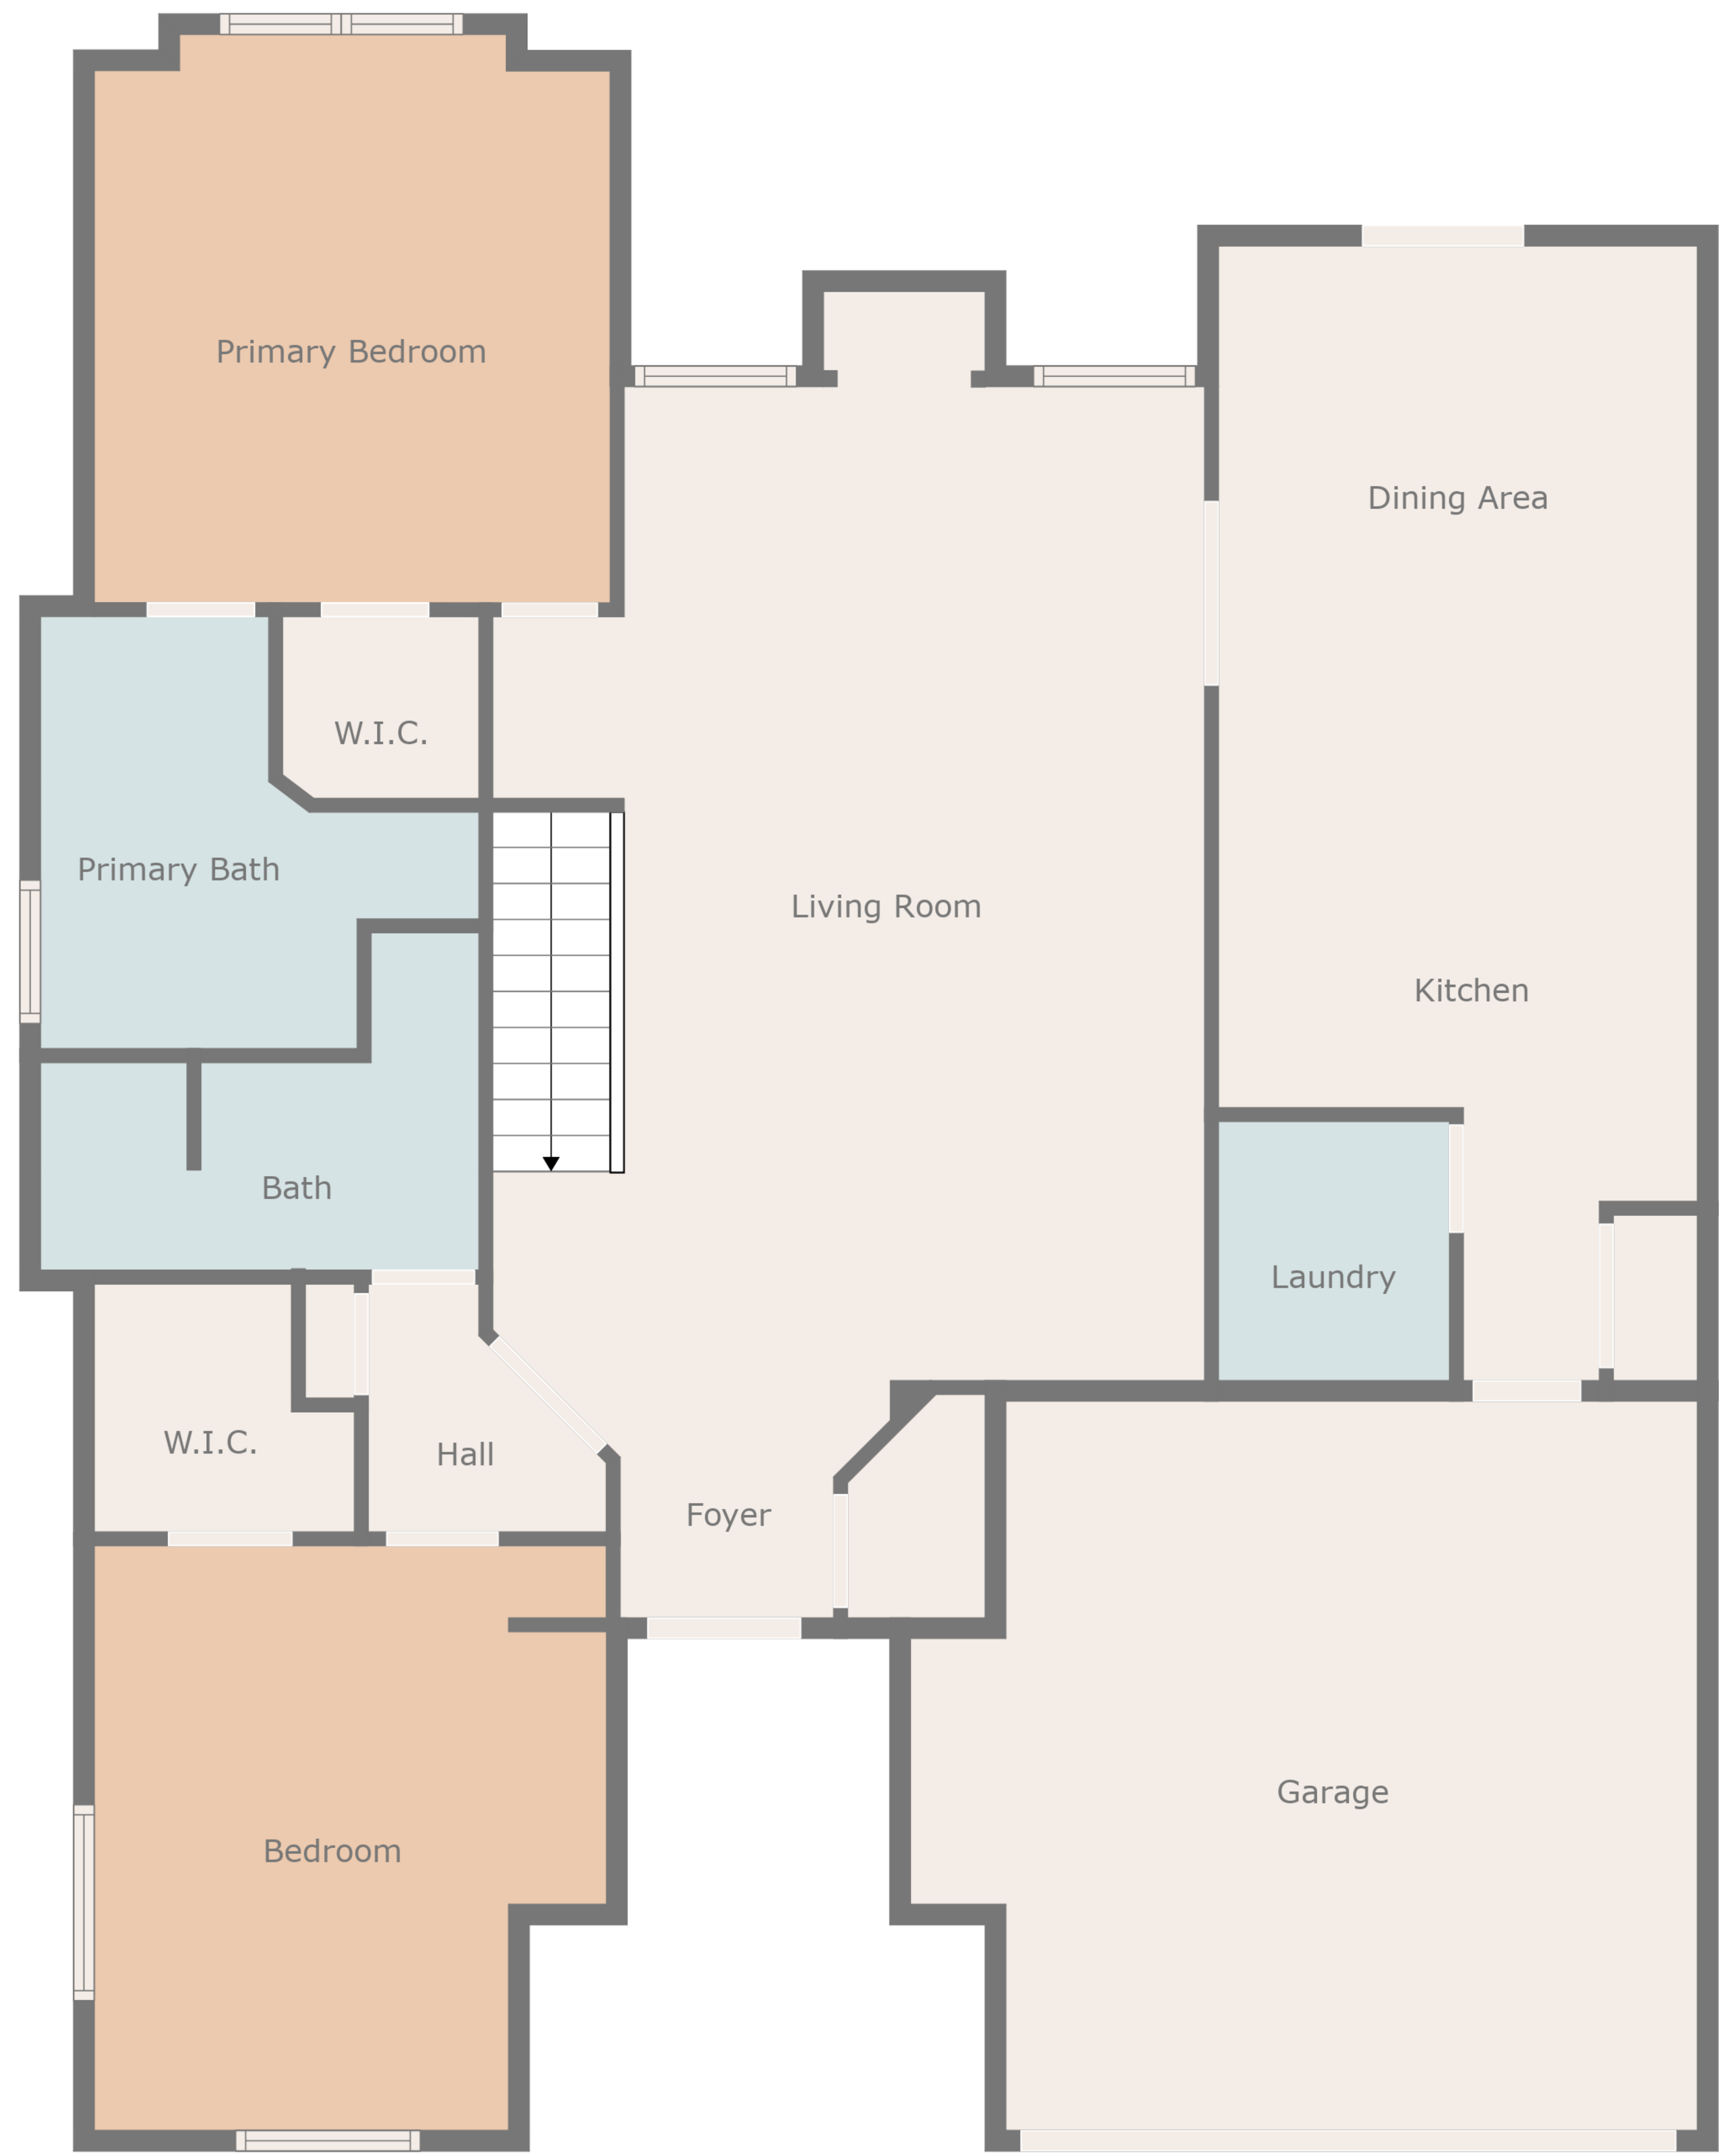 Primary Bedroom
Dining Area
W.I.C.
Primary Bath
Living Room
Kitchen
Bath
Laundry
W.I.C.
Hall
Foyer
Garage
Bedroom